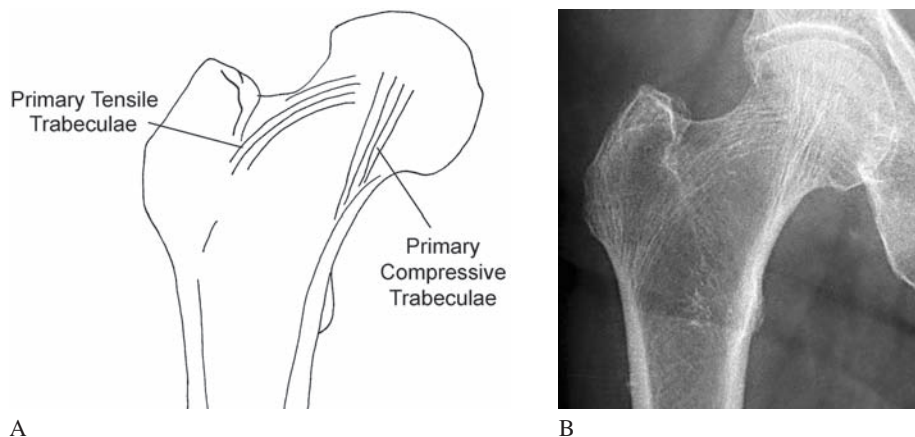 Primary Tensile
Trabeculae
Primary
Compressive
Trabeculae
A
B